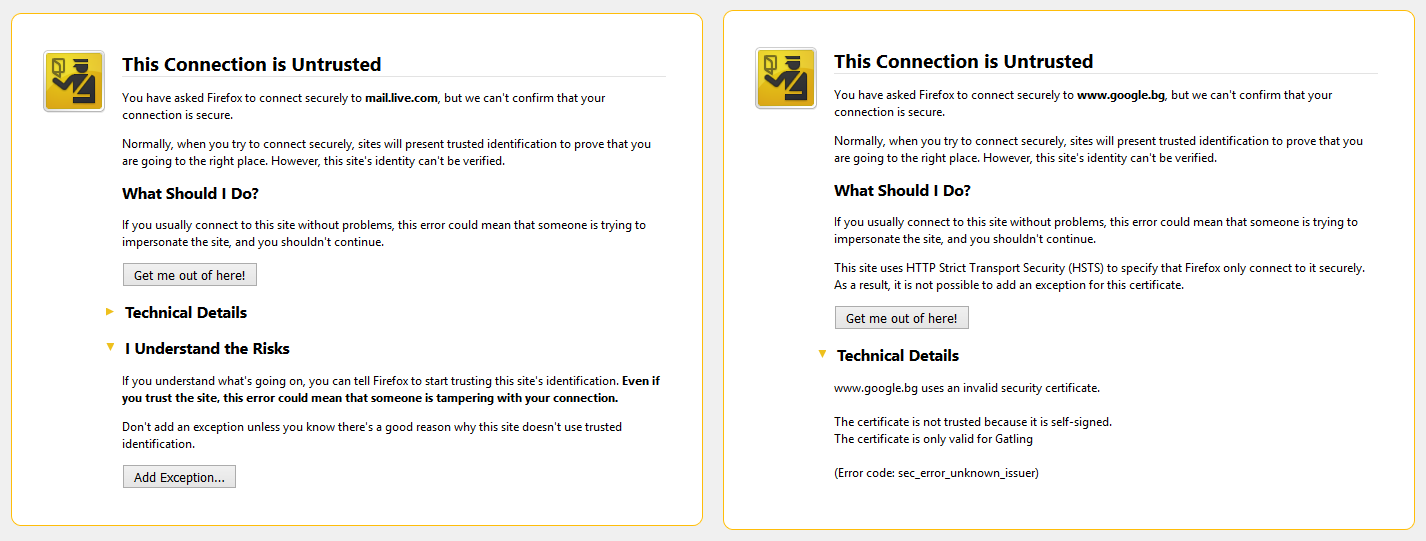 This Connection is Untrusted
You have asked Firefox to connect securely to mail.live.com, but we can't confirm that your
connection is secure.
Normally, when you try to connect securely, sites will present trusted identification to prove that you
are going to the right place. However, this site's identity can't be verified.
What Should I Do?
If you usually connect to this site without problems, this error could mean that someone is trying to
impersonate the site, and you shouldn't continue.
Get me out of here!
Technical Details
I Understand the Risks
If you understand what's going on, you can tell Firefox to start trusting this site's identification. Even if
you trust the site, this error could mean that someone is tampering with your connection.
Don't add an exception unless you know there's a good reason why this site doesn't use trusted
identification.
Add Exception...
This Connection is Untrusted
You have asked Firefox to connect securely to www.google.bg, but we can't confirm that your
connection is secure.
Normally, when you try to connect securely, sites will present trusted identification to prove that you
are going to the right place. However, this site's identity can't be verified.
What Should I Do?
If you usually connect to this site without problems, this error could mean that someone is trying to
impersonate the site, and you shouldn't continue.
This site uses HTTP Strict Transport Security (HSTS) to specify that Firefox only connect to it securely.
As a result, it is not possible to add an exception for this certificate.
Get me out of here!
Technical Details
www.google.bg uses an invalid security certificate.
The certificate is not trusted because it is self-signed.
The certificate is only valid for Gatling
(Error code: sec_error_unknown_issuer)